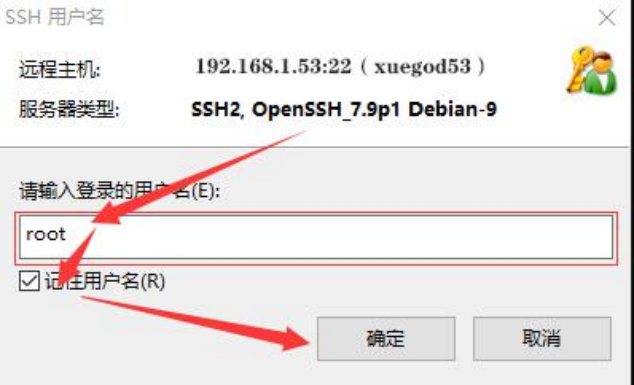 SSH 用户名
远程主机: 192.168.1.53:22 ( xuegod53 )
服务器类型: SSH2, OpenSSH_7.9p1 Debian-9
请输入登录的用户名(E):
root
记住用户名(R)
确定 取消